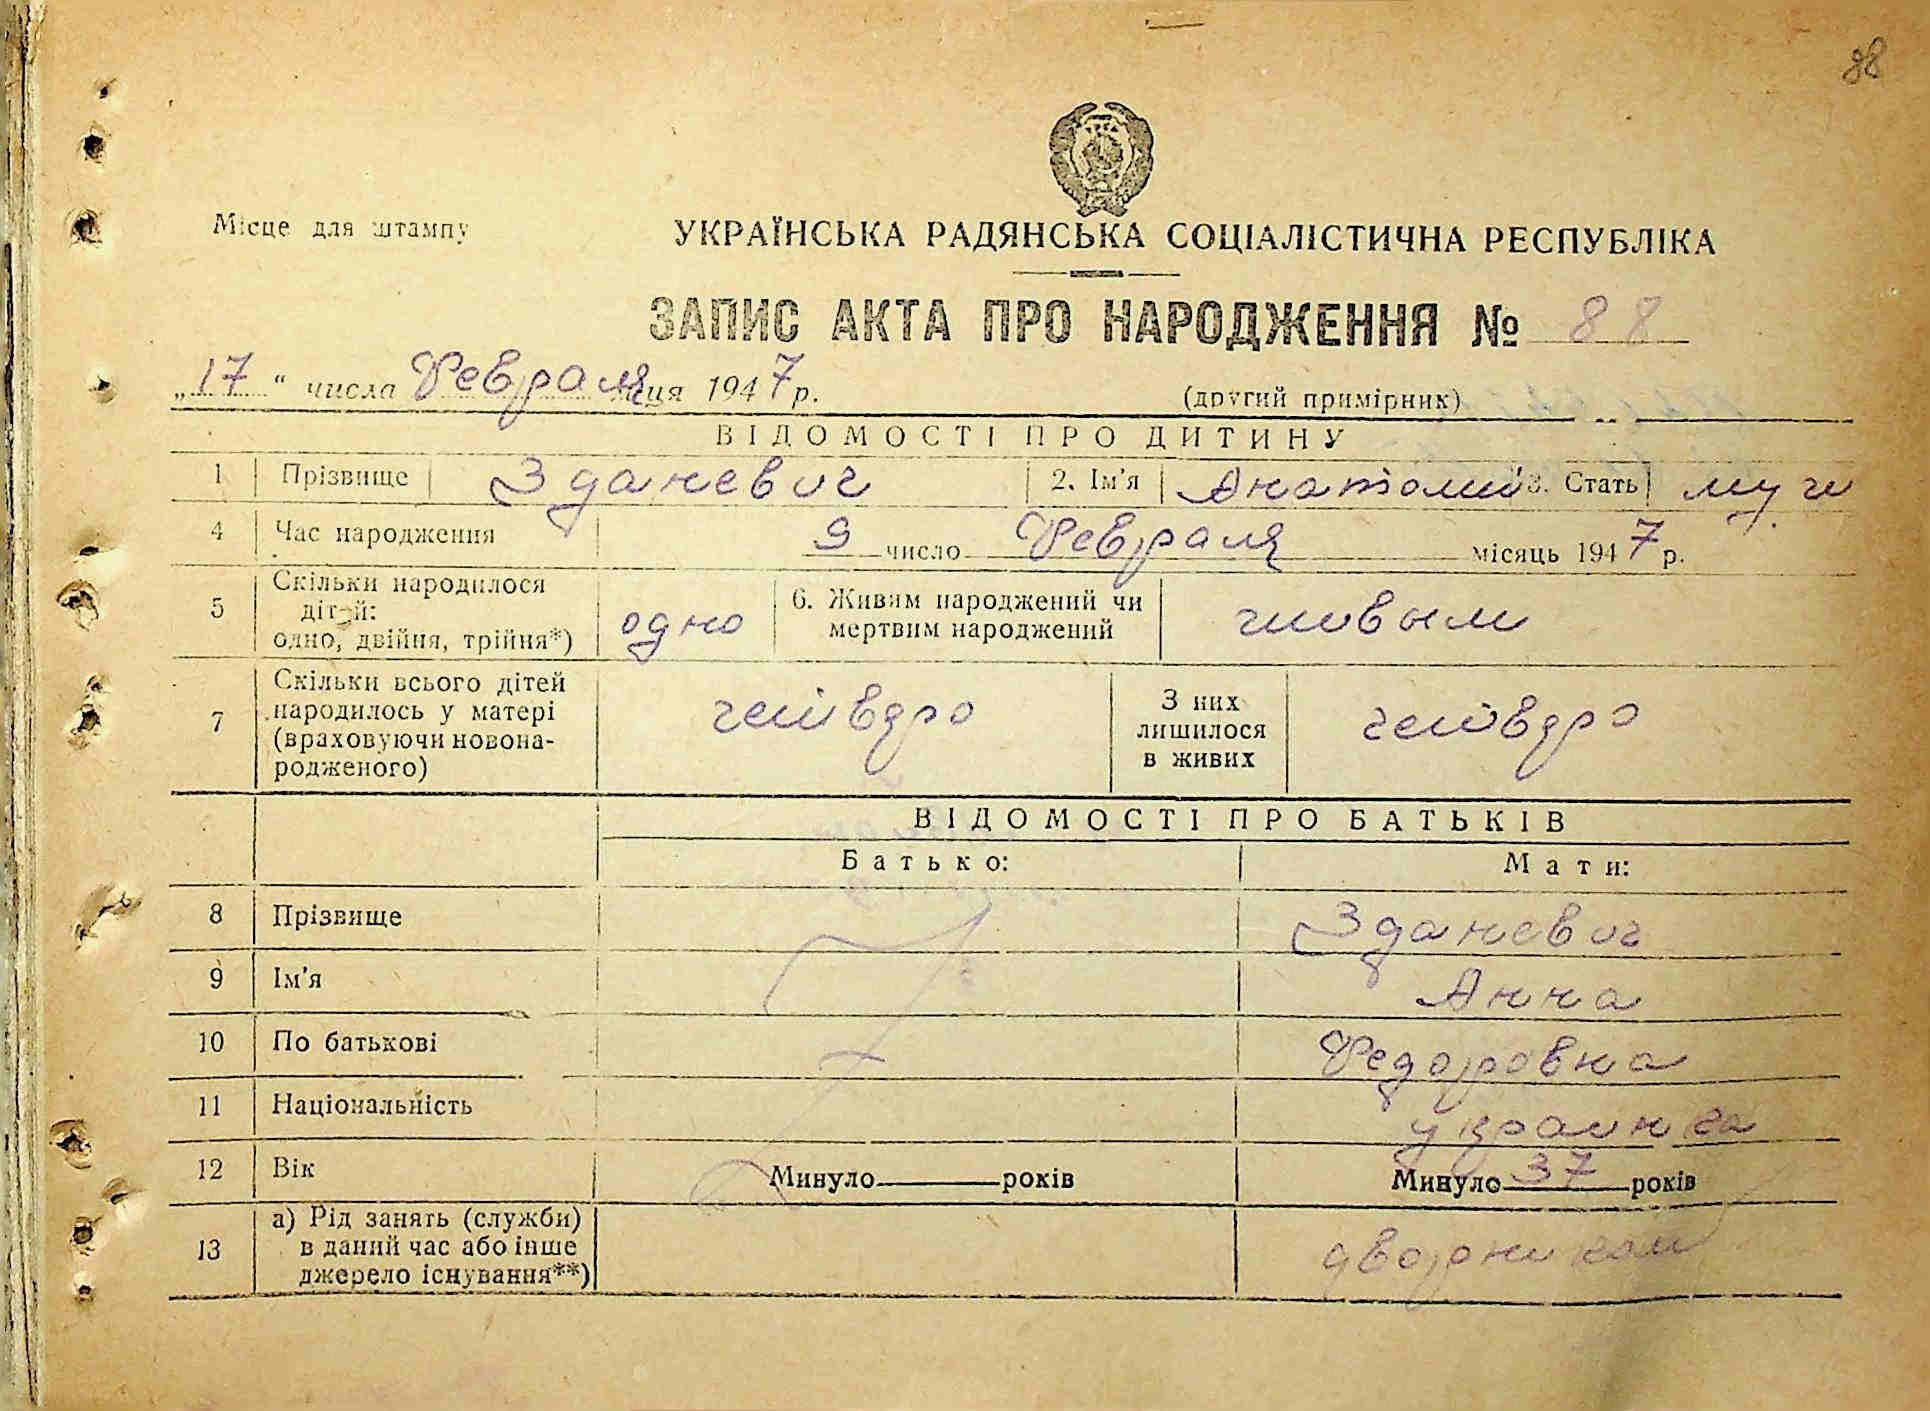 88
Місце для штампу
УКРАЇНСЬКА РАДЯНСЬКА СОЦІАЛІСТИЧНА РЕСПУБЛІКА
ЗАПИС АКТА ПРО НАРОДЖЕННЯ № 88
„17“ числа Февраля місяця 1947 р.
(другий примірник)
ВІДОМОСТІ ПРО ДИТИНУ
1 Прізвище Зданевич 2. Ім'я Анатолий 3. Стать муж
4 Час народження 9 число Февраля місяць 1947 р.
5 Скільки народилося дітей: одно, двійня, трійня*) одно 6. Живим народжений чи мертвим народжений живым
7 Скільки всього дітей народилось у матері (враховуючи новонародженого) З них лишилося в живих
ВІДОМОСТІ ПРО БАТЬКІВ
Батько: Мати:
8 Прізвище Зданевич
9 Ім'я Анна
10 По батькові Федоровна
11 Національність украинка
12 Вік Минуло років Минуло 37 років
13 а) Рід занять (служби) в даний час або інше джерело існування**) дворником